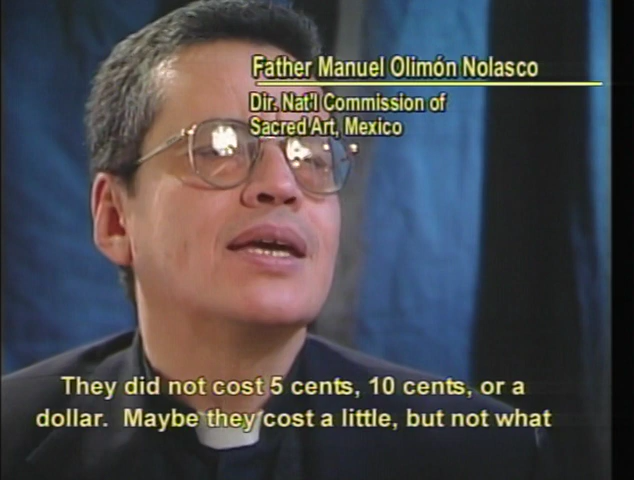 Father Manuel Olimón Nolasco
Dir. Nat'l Commission of
Sacred Art, Mexico
They did not cost 5 cents, 10 cents, or a
dollar. Maybe they cost a little, but not what